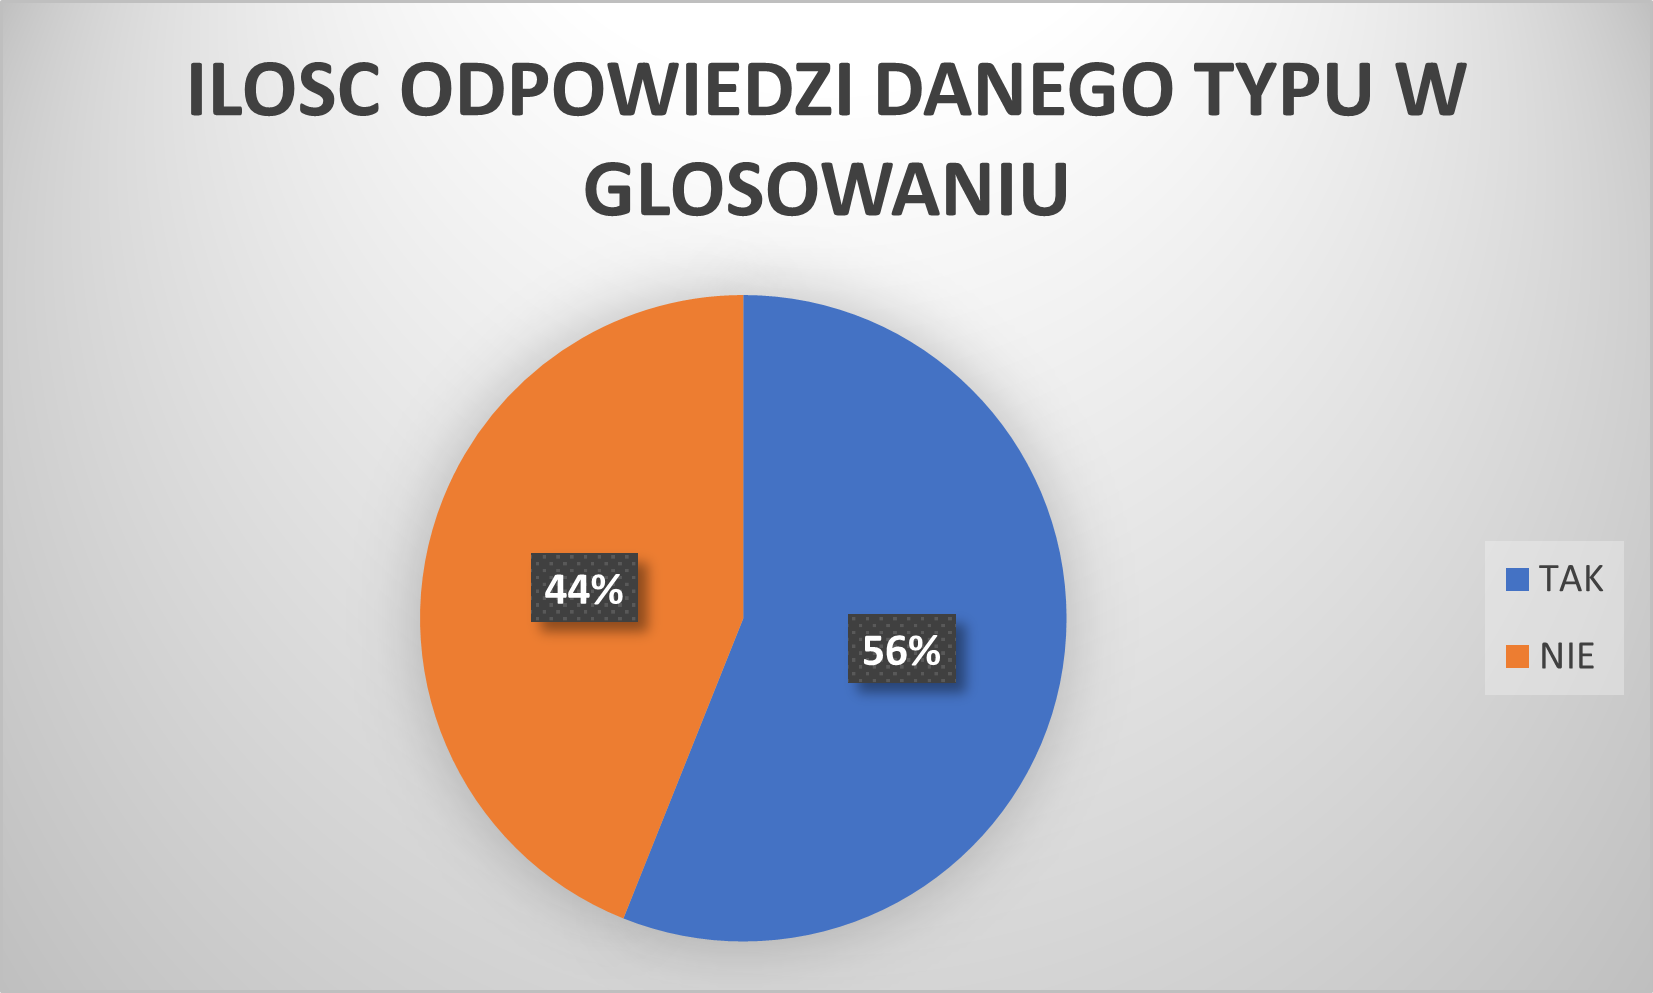 ILOSC ODPOWIEDZI DANEGO TYPU W
GLOSOWANIU
44%
56%
TAK
NIE